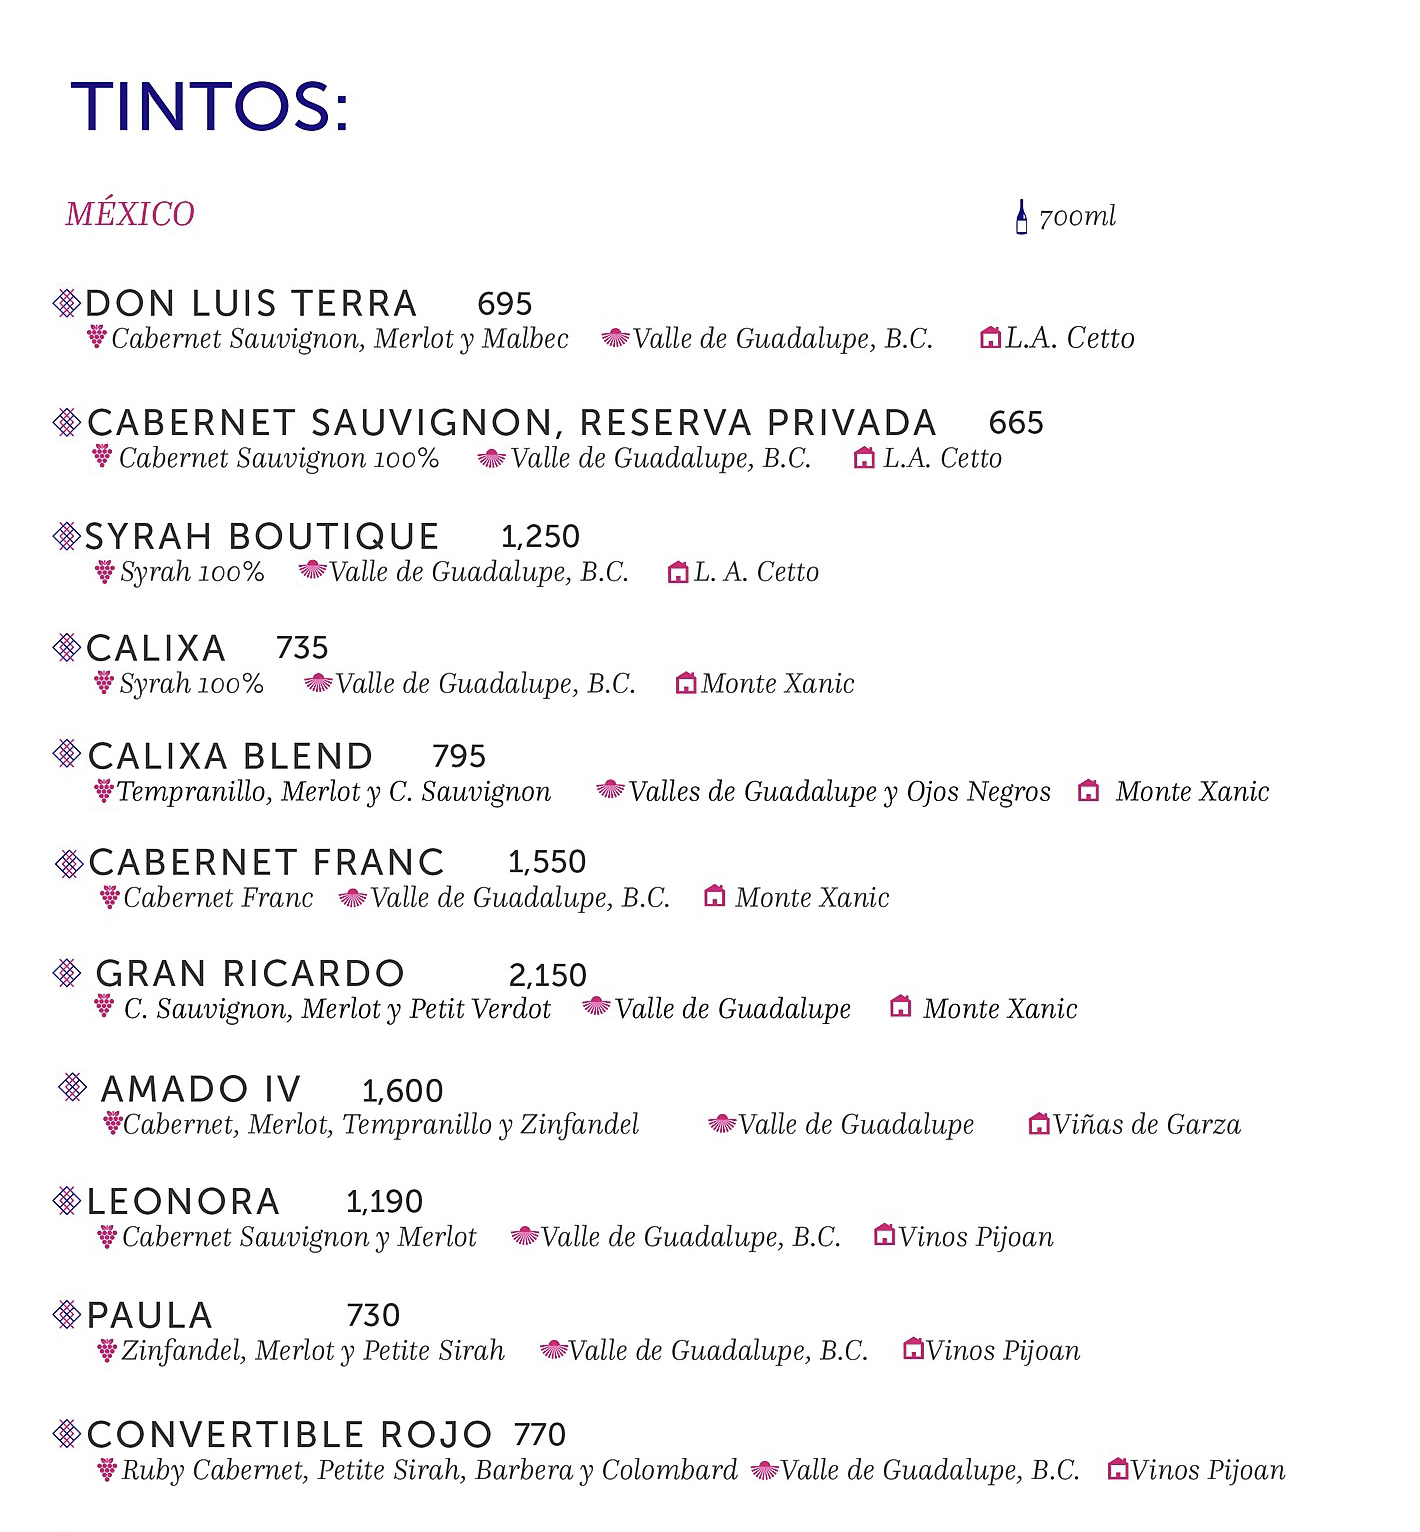 TINTOS:
MÉXICO 700ml
DON LUIS TERRA 695
Cabernet Sauvignon, Merlot y Malbec Valle de Guadalupe, B.C. L.A. Cetto
CABERNET SAUVIGNON, RESERVA PRIVADA 665
Cabernet Sauvignon 100% Valle de Guadalupe, B.C. L.A. Cetto
SYRAH BOUTIQUE 1,250
Syrah 100% Valle de Guadalupe, B.C. L. A. Cetto
CALIXA 735
Syrah 100% Valle de Guadalupe, B.C. Monte Xanic
CALIXA BLEND 795
Tempranillo, Merlot y C. Sauvignon Valles de Guadalupe y Ojos Negros Monte Xanic
CABERNET FRANC 1,550
Cabernet Franc Valle de Guadalupe, B.C. Monte Xanic
GRAN RICARDO 2,150
C. Sauvignon, Merlot y Petit Verdot Valle de Guadalupe Monte Xanic
AMADO IV 1,600
Cabernet, Merlot, Tempranillo y Zinfandel Valle de Guadalupe Viñas de Garza
LEONORA 1,190
Cabernet Sauvignon y Merlot Valle de Guadalupe, B.C. Vinos Pijoan
PAULA 730
Zinfandel, Merlot y Petite Sirah Valle de Guadalupe, B.C. Vinos Pijoan
CONVERTIBLE ROJO 770
Ruby Cabernet, Petite Sirah, Barbera y Colombard Valle de Guadalupe, B.C. Vinos Pijoan